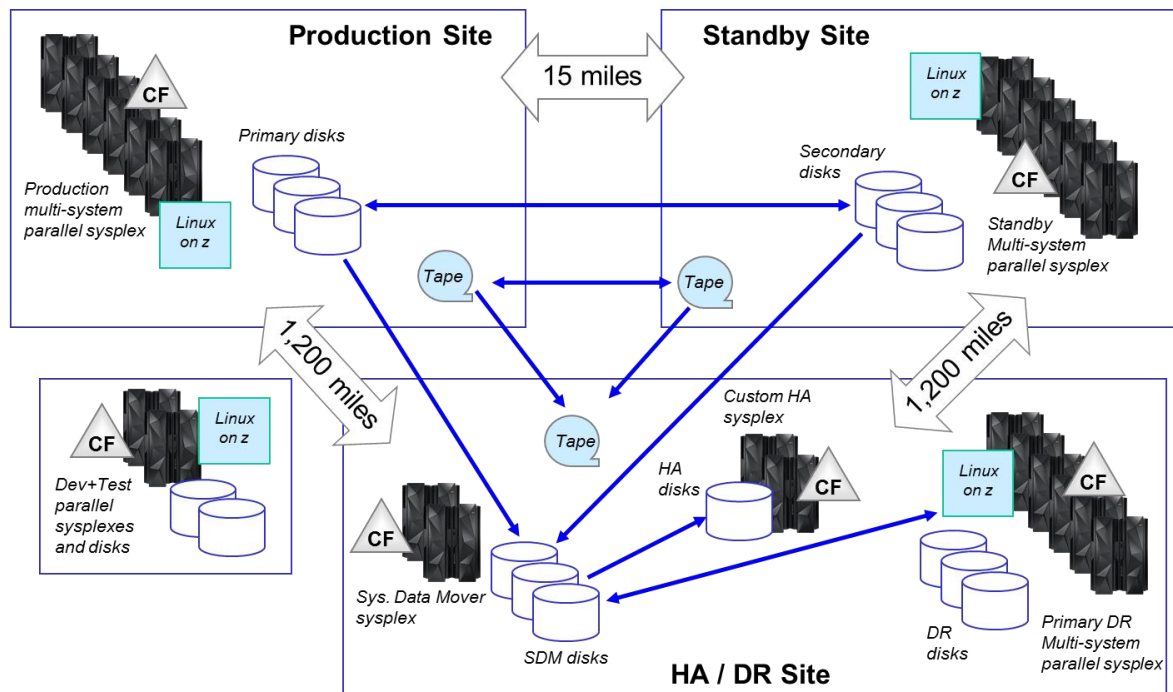 Production Site
15 miles
Standby Site
CF
Primary disks
Production
multi-system
parallel sysplex
Linux
on z
Tape
Linux
on z
Secondary
disks
CF
Standby
Multi-system
parallel sysplex
Tape
1,200 miles
1,200 miles
CF
Linux
on z
Dev+Test
parallel
sysplexes
and disks
Tape
Custom HA
sysplex
HA
disks
CF
CF
Sys. Data Mover
sysplex
SDM disks
Linux
on z
CF
DR
disks
Primary DR
Multi-system
parallel sysplex
HA / DR Site